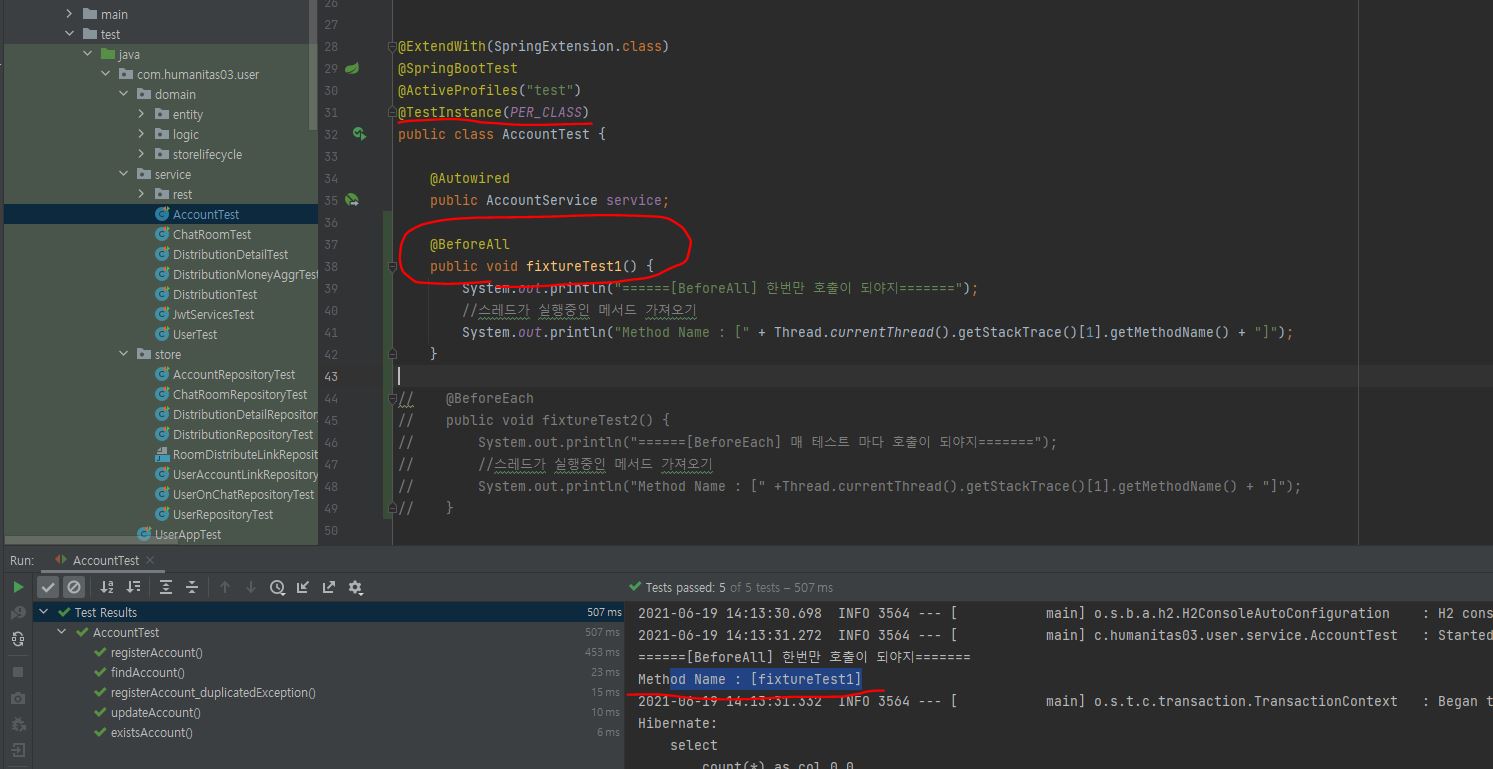 main
test
java
com.humanitas03.user
domain
entity
logic
storelifecycle
service
rest
AccountTest
ChatRoomTest
DistributionDetailTest
DistributionMoneyAggrTest
DistributionTest
JwtServicesTest
UserTest
store
AccountRepositoryTest
ChatRoomRepositoryTest
DistributionDetailRepositor
DistributionRepositoryTest
RoomDistributeLinkReposit
UserAccountLinkRepository
UserOnChatRepositoryTest
UserRepositoryTest
UserAppTest
26
27
28 @ExtendWith(SpringExtension.class)
29 @SpringBootTest
30 @ActiveProfiles("test")
31 @TestInstance(PER_CLASS)
32 public class AccountTest {
33
34 @Autowired
35 public AccountService service;
36
37 @BeforeAll
38 public void fixtureTest1() {
39 System.out.println("======[BeforeAll] 한번만 호출이 되야지=======");
40 //스레드가 실행중인 메서드 가져오기
41 System.out.println("Method Name : [" + Thread.currentThread().getStackTrace()[1].getMethodName() + "]");
42 }
43
44 // @BeforeEach
45 // public void fixtureTest2() {
46 // System.out.println("======[BeforeEach] 매 테스트 마다 호출이 되야지=======");
47 // //스레드가 실행중인 메서드 가져오기
48 // System.out.println("Method Name : [" +Thread.currentThread().getStackTrace()[1].getMethodName() + "]");
49 // }
50
Run: AccountTest
Tests passed: 5 of 5 tests – 507 ms
Test Results 507 ms
AccountTest 507 ms
registerAccount() 453 ms
findAccount() 23 ms
registerAccount_duplicatedException() 15 ms
updateAccount() 10 ms
existsAccount() 6 ms
2021-06-19 14:13:30.698 INFO 3564 --- [ main] o.s.b.a.h2.H2ConsoleAutoConfiguration : H2 cons
2021-06-19 14:13:31.272 INFO 3564 --- [ main] c.humanitas03.user.service.AccountTest : Started
======[BeforeAll] 한번만 호출이 되야지=======
Method Name : [fixtureTest1]
2021-06-19 14:13:31.332 INFO 3564 --- [ main] o.s.t.c.transaction.TransactionContext : Began t
Hibernate:
select
count(*) as col_0_0_